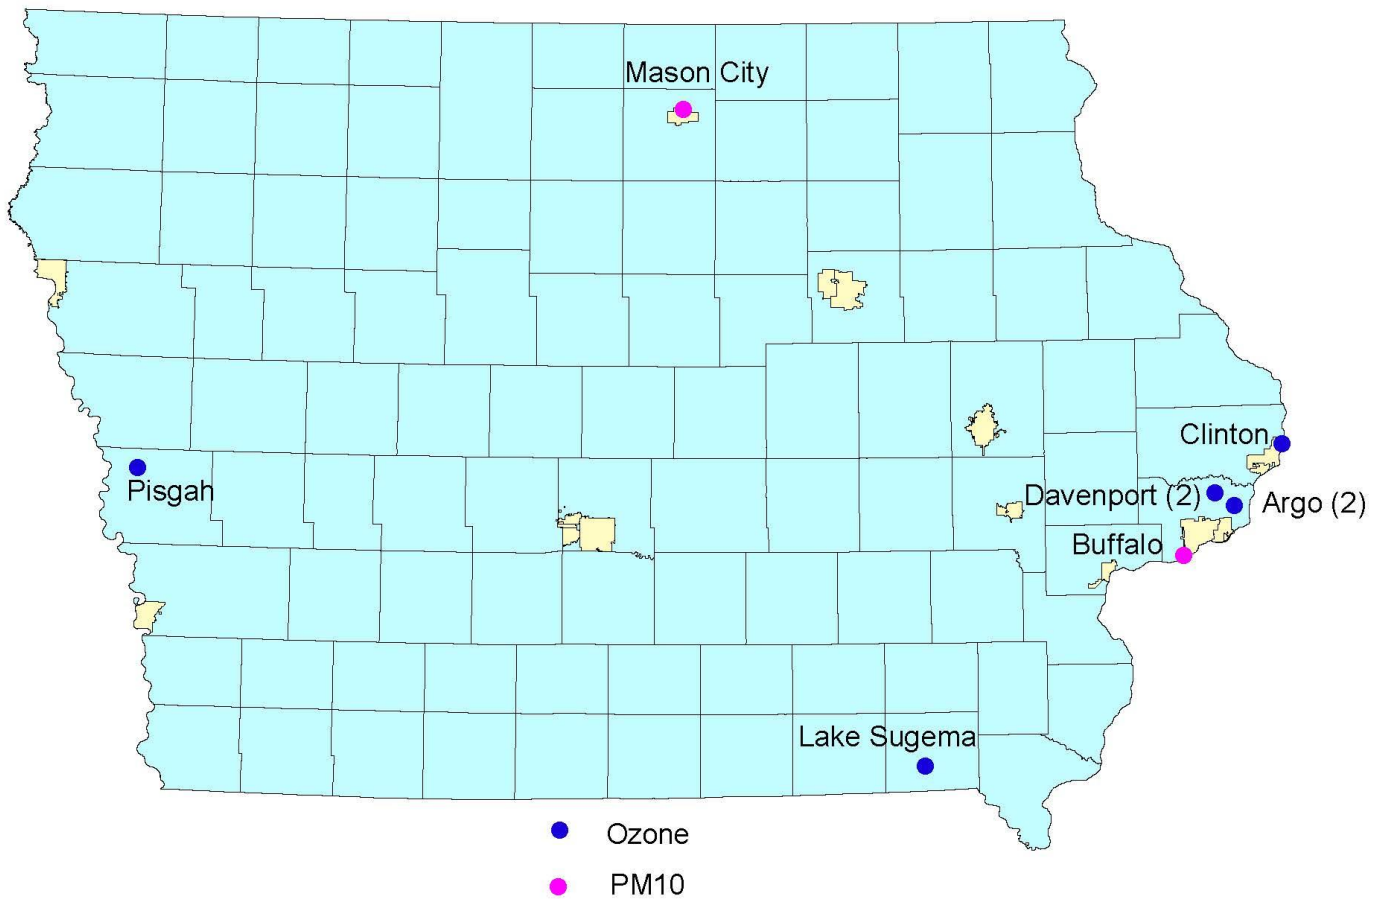 Mason City
Clinton
Pisgah
Davenport (2)
Argo (2)
Buffalo
Lake Sugema
Ozone
PM10